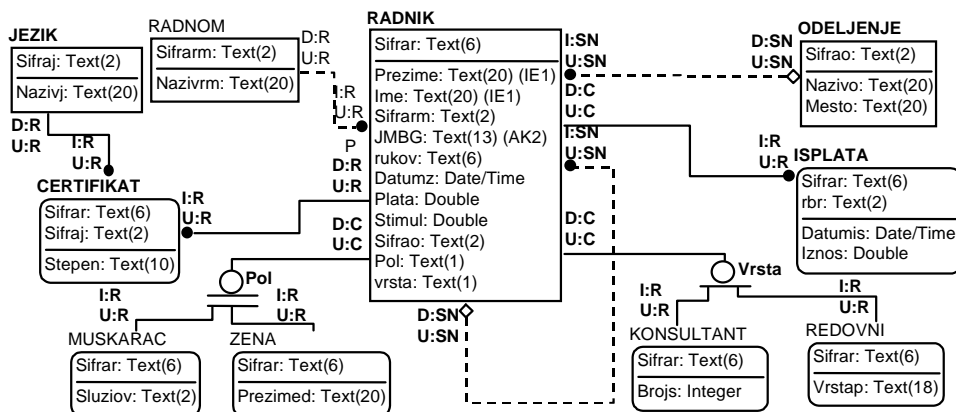 JEZIK
Sifraj: Text(2)
Nazivj: Text(20)
D:R
U:R
I:R
U:R
RADNOM
Sifrarm: Text(2)
Nazivrm: Text(20)
D:R
U:R
I:R
U:R
P
RADNIK
Sifrar: Text(6)
Prezime: Text(20) (IE1)
Ime: Text(20) (IE1)
Sifrarm: Text(2)
JMBG: Text(13) (AK2)
rukov: Text(6)
Datumz: Date/Time
Plata: Double
Stimul: Double
Sifrao: Text(2)
Pol: Text(1)
vrsta: Text(1)
I:SN
U:SN
D:SN
U:SN
ODELJENJE
Sifrao: Text(2)
Nazivo: Text(20)
Mesto: Text(20)
D:C
U:C
I:R
U:R
ISPLATA
Sifrar: Text(6)
rbr: Text(2)
Datumis: Date/Time
Iznos: Double
I:SN
U:SN
D:SN
U:SN
D:R
U:R
I:R
U:R
CERTIFIKAT
Sifrar: Text(6)
Sifraj: Text(2)
Stepen: Text(10)
D:C
U:C
Pol
I:R
U:R
I:R
U:R
MUSKARAC
Sifrar: Text(6)
Sluziov: Text(2)
ZENA
Sifrar: Text(6)
Prezimed: Text(20)
D:C
U:C
Vrsta
I:R
U:R
I:R
U:R
KONSULTANT
Sifrar: Text(6)
Brojs: Integer
REDOVNI
Sifrar: Text(6)
Vrstap: Text(18)